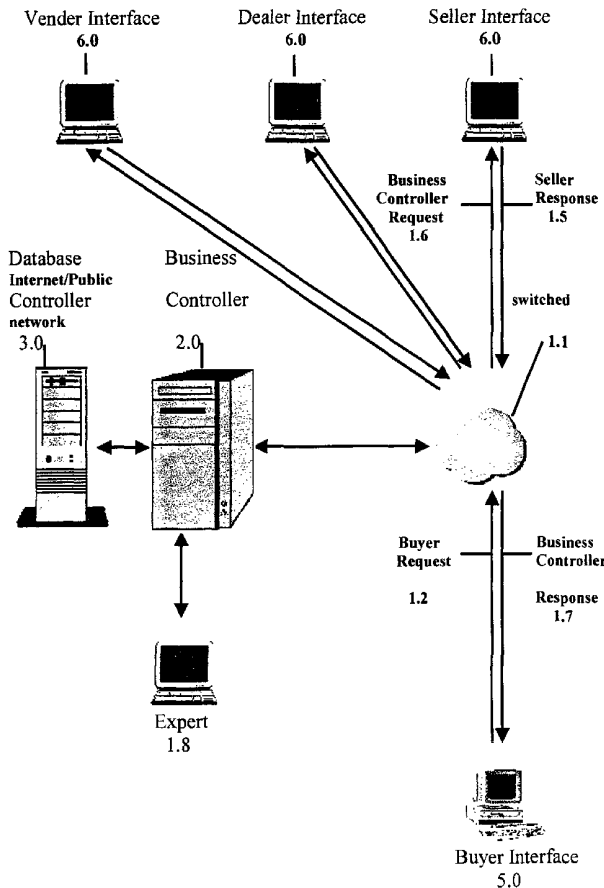 Vender Interface
6.0
Dealer Interface
6.0
Seller Interface
6.0
Business
Controller
Request
1.6
Seller
Response
1.5
Database
Internet/Public
Controller
network
3.0
Business
Controller
2.0
switched
1.1
Buyer
Request
1.2
Business
Controller
Response
1.7
Expert
1.8
Buyer Interface
5.0